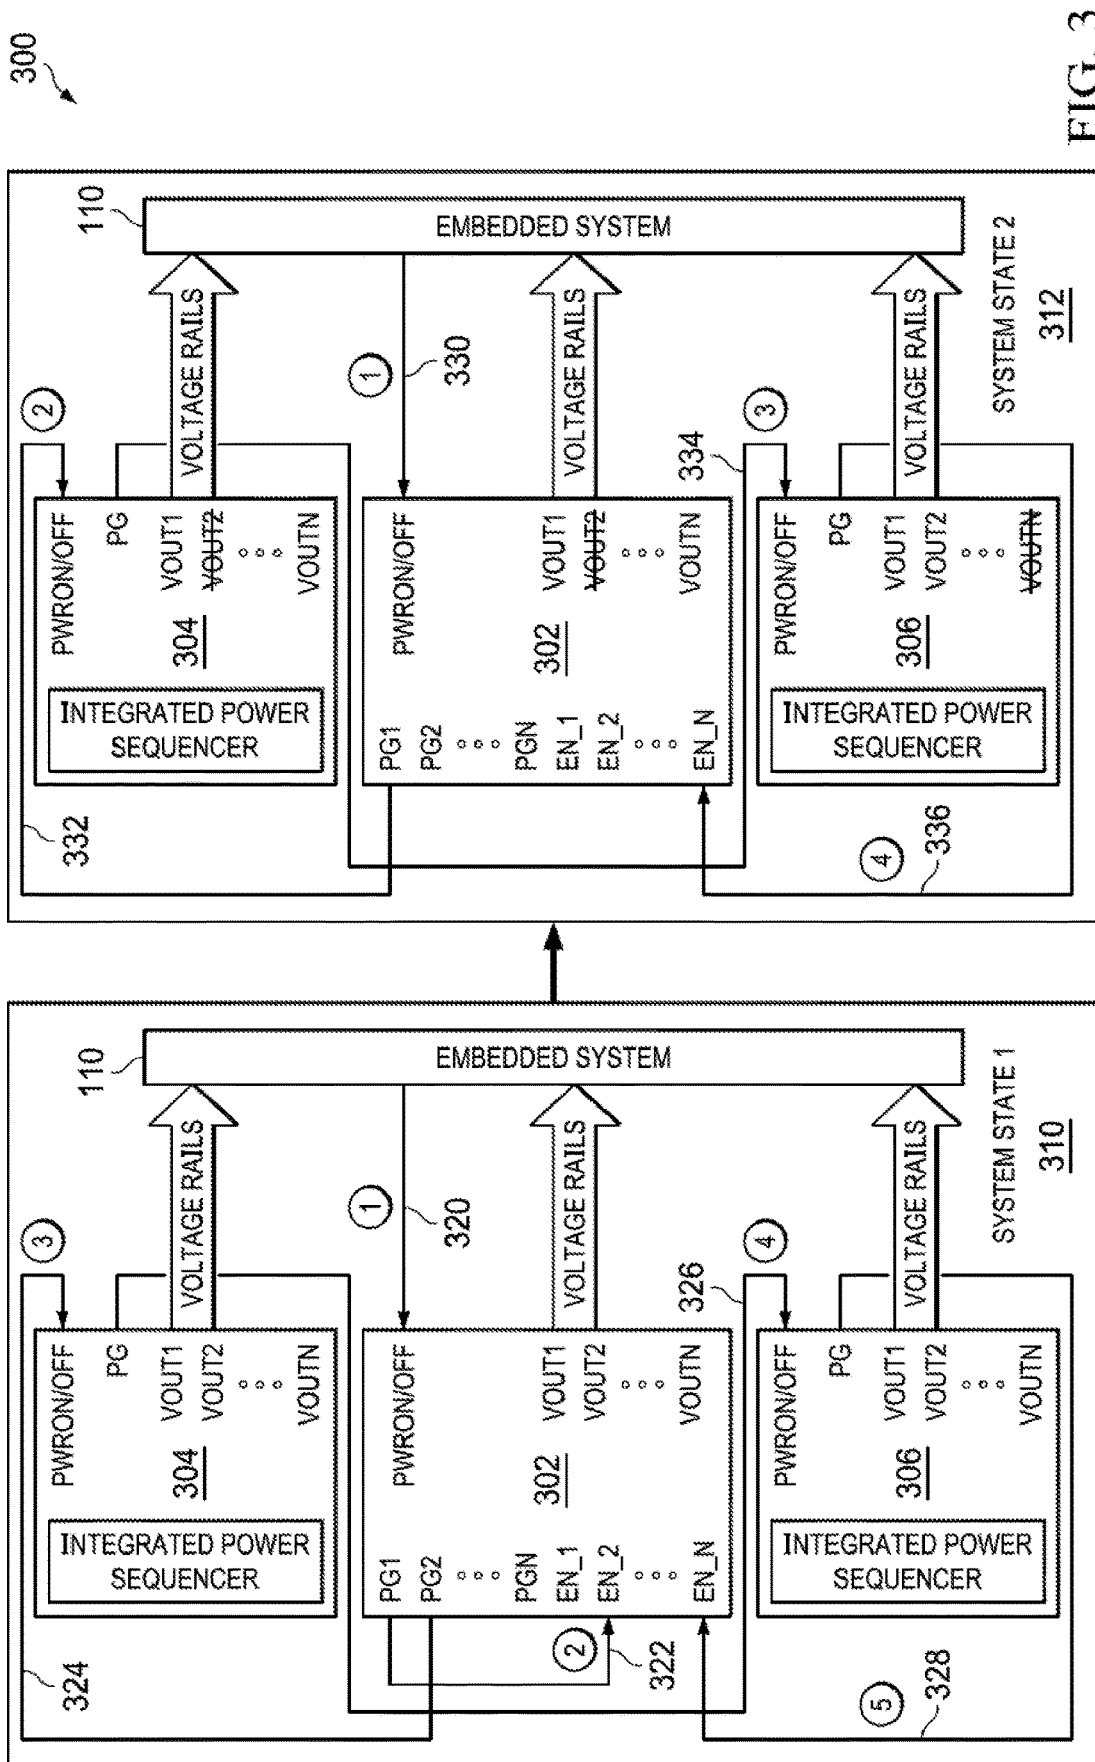 300
324
3
110
INTEGRATED POWER
SEQUENCER
304
PWRON/OFF
PG
VOUT1
VOUT2
VOUTN
VOLTAGE RAILS
PG1
PG2
PGN
EN_1
EN_2
EN_N
2
322
302
PWRON/OFF
VOUT1
VOUT2
VOUTN
1
320
VOLTAGE RAILS
EMBEDDED SYSTEM
326
4
INTEGRATED POWER
SEQUENCER
306
PWRON/OFF
PG
VOUT1
VOUT2
VOUTN
VOLTAGE RAILS
5
328
SYSTEM STATE 1
310
332
2
110
INTEGRATED POWER
SEQUENCER
304
PWRON/OFF
PG
VOUT1
VOUT2
VOUTN
VOLTAGE RAILS
PG1
PG2
PGN
EN_1
EN_2
EN_N
302
PWRON/OFF
VOUT1
VOUT2
VOUTN
1
330
VOLTAGE RAILS
EMBEDDED SYSTEM
334
3
INTEGRATED POWER
SEQUENCER
306
PWRON/OFF
PG
VOUT1
VOUT2
VOUTN
VOLTAGE RAILS
4
336
SYSTEM STATE 2
312
FIG. 3